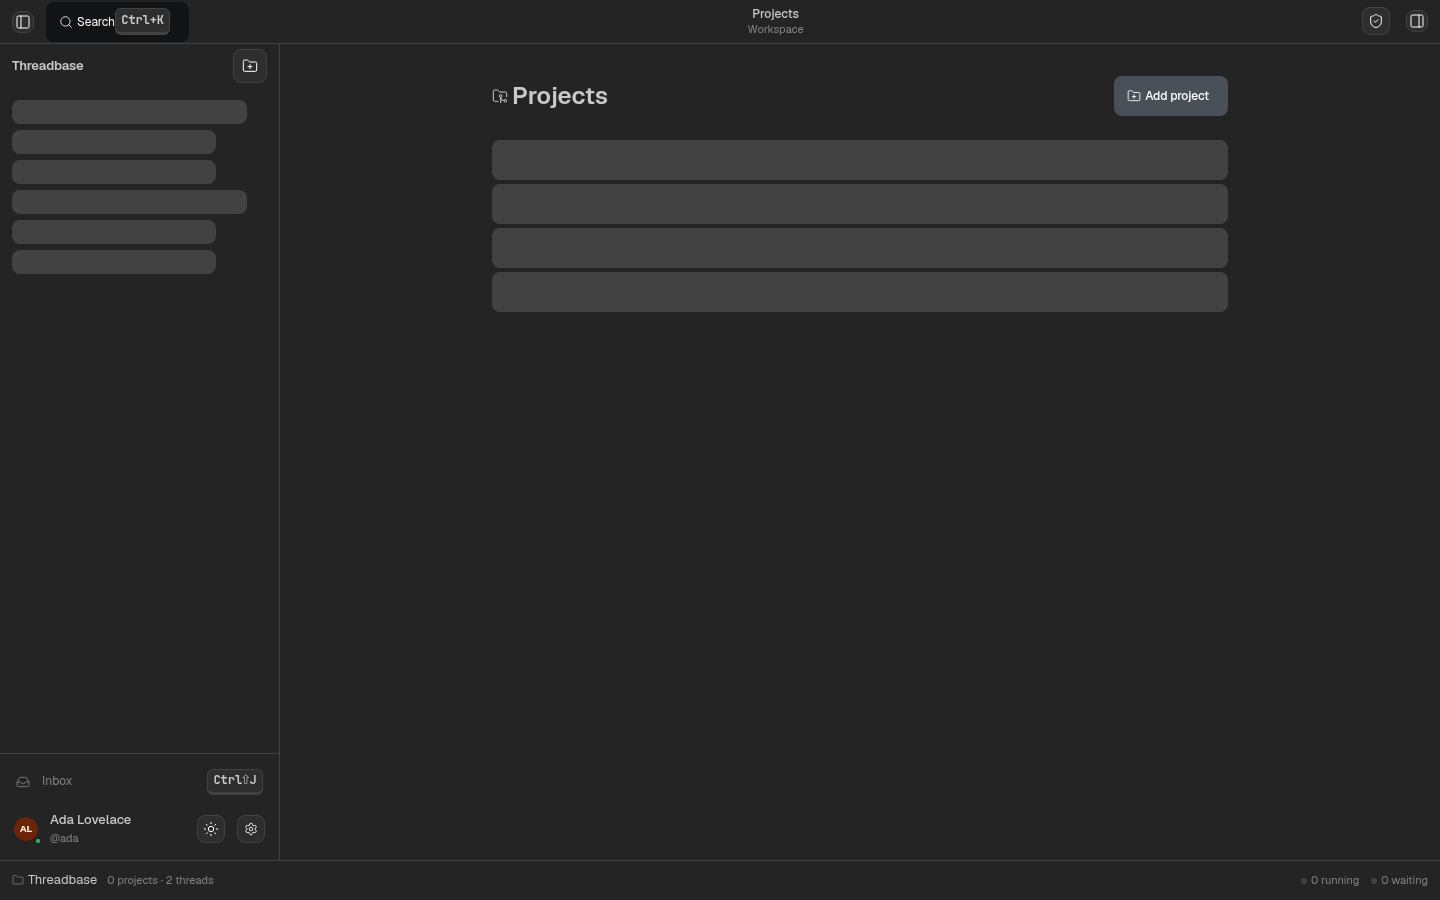 Search Ctrl+K
Projects
Workspace
Threadbase
Projects
Add project
Inbox Ctrl⇧J
AL
Ada Lovelace
@ada
Threadbase 0 projects · 2 threads
0 running 0 waiting